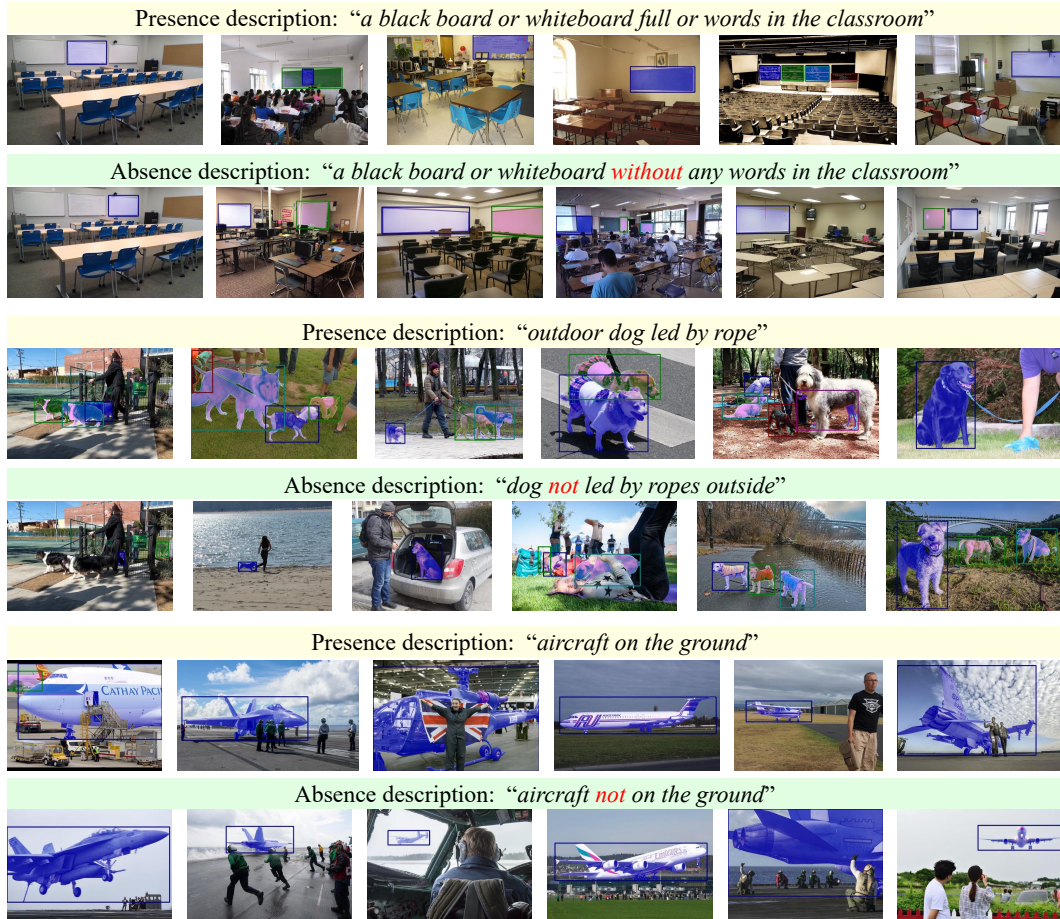 Presence description: “a black board or whiteboard full or words in the classroom”
Absence description: “a black board or whiteboard without any words in the classroom”
Presence description: “outdoor dog led by rope”
Absence description: “dog not led by ropes outside”
Presence description: “aircraft on the ground”
CATHAY PACI
Absence description: “aircraft not on the ground”
Emirates